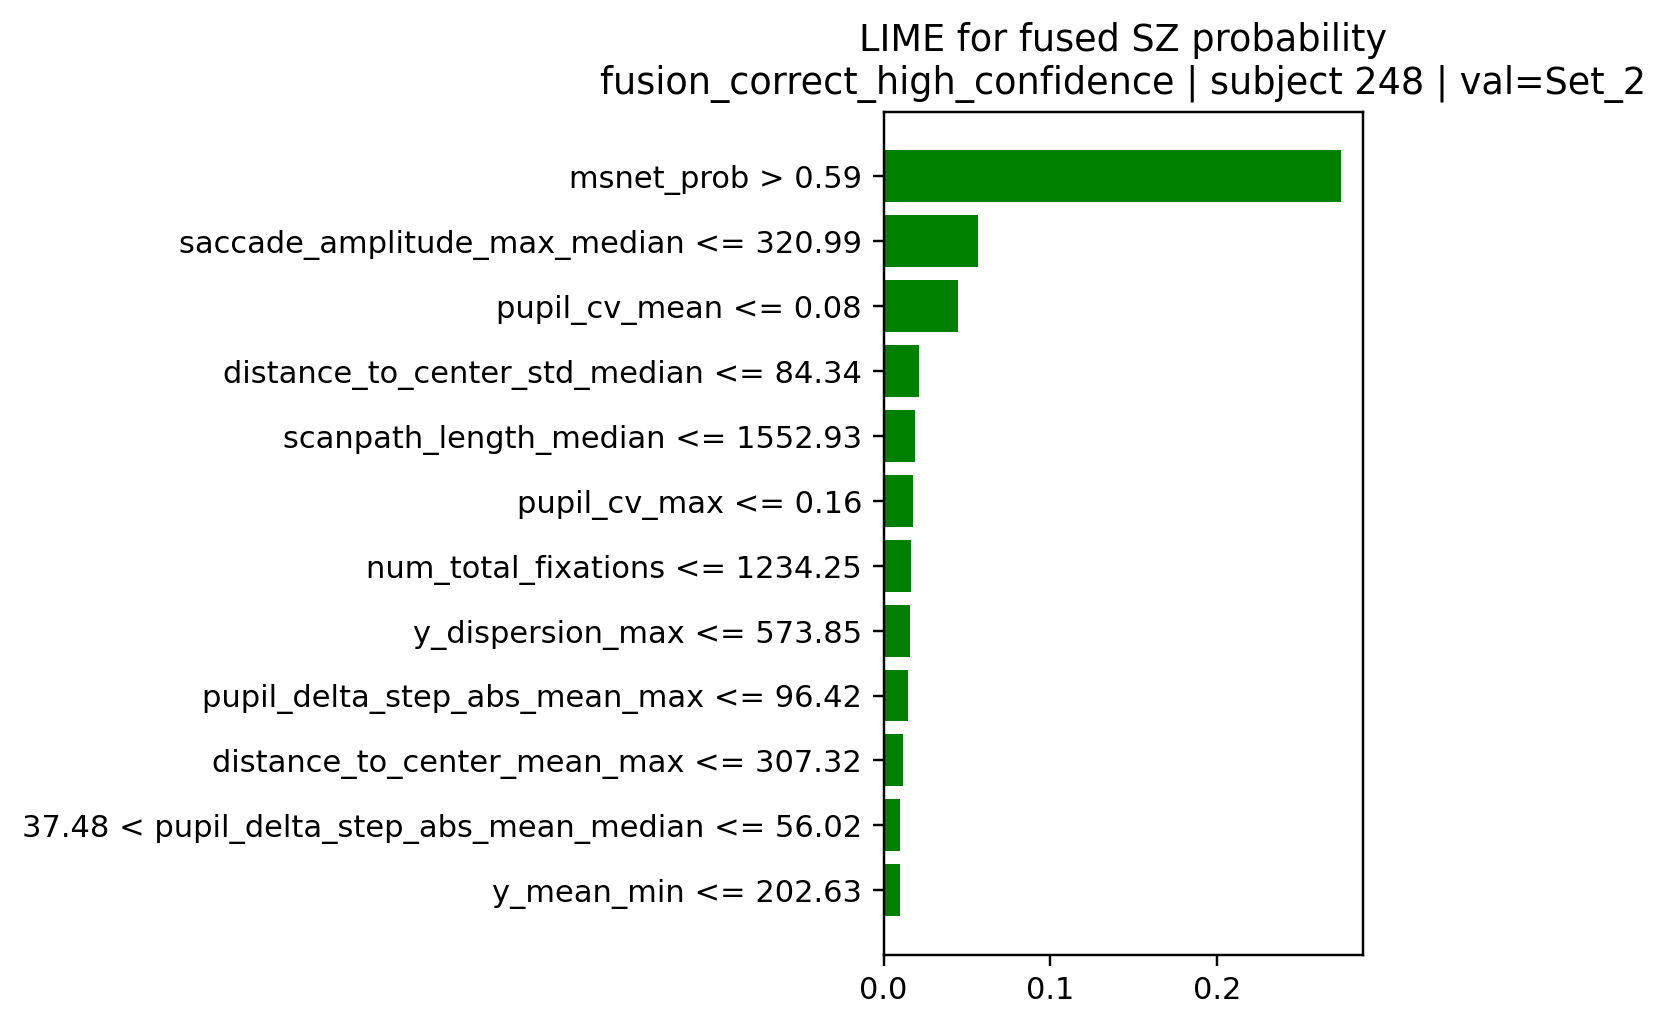 LIME for fused SZ probability
fusion_correct_high_confidence | subject 248 | val=Set_2
msnet_prob > 0.59
saccade_amplitude_max_median <= 320.99
pupil_cv_mean <= 0.08
distance_to_center_std_median <= 84.34
scanpath_length_median <= 1552.93
pupil_cv_max <= 0.16
num_total_fixations <= 1234.25
y_dispersion_max <= 573.85
pupil_delta_step_abs_mean_max <= 96.42
distance_to_center_mean_max <= 307.32
37.48 < pupil_delta_step_abs_mean_median <= 56.02
y_mean_min <= 202.63
0.0 0.1 0.2